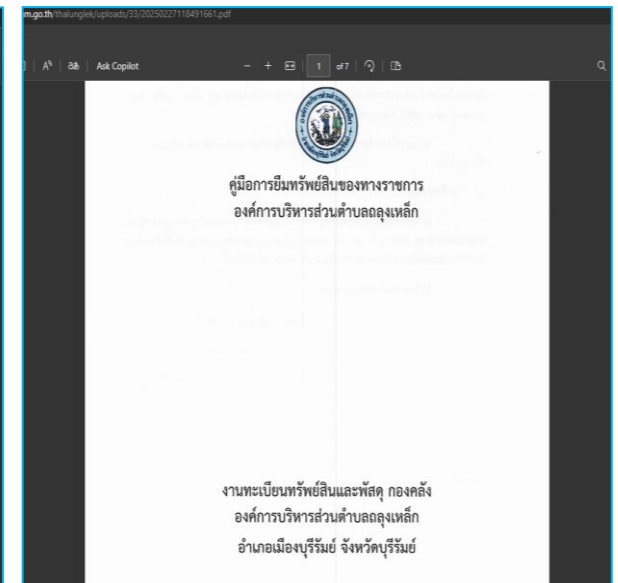 m.go.th/thalunglek/uploads/33/20250227118491661.pdf
Ask Copilot
1 of 7
คู่มือการยืมทรัพย์สินของทางราชการ
องค์การบริหารส่วนตำบลถลุงเหล็ก
งานทะเบียนทรัพย์สินและพัสดุ กองคลัง
องค์การบริหารส่วนตำบลถลุงเหล็ก
อำเภอเมืองบุรีรัมย์ จังหวัดบุรีรัมย์